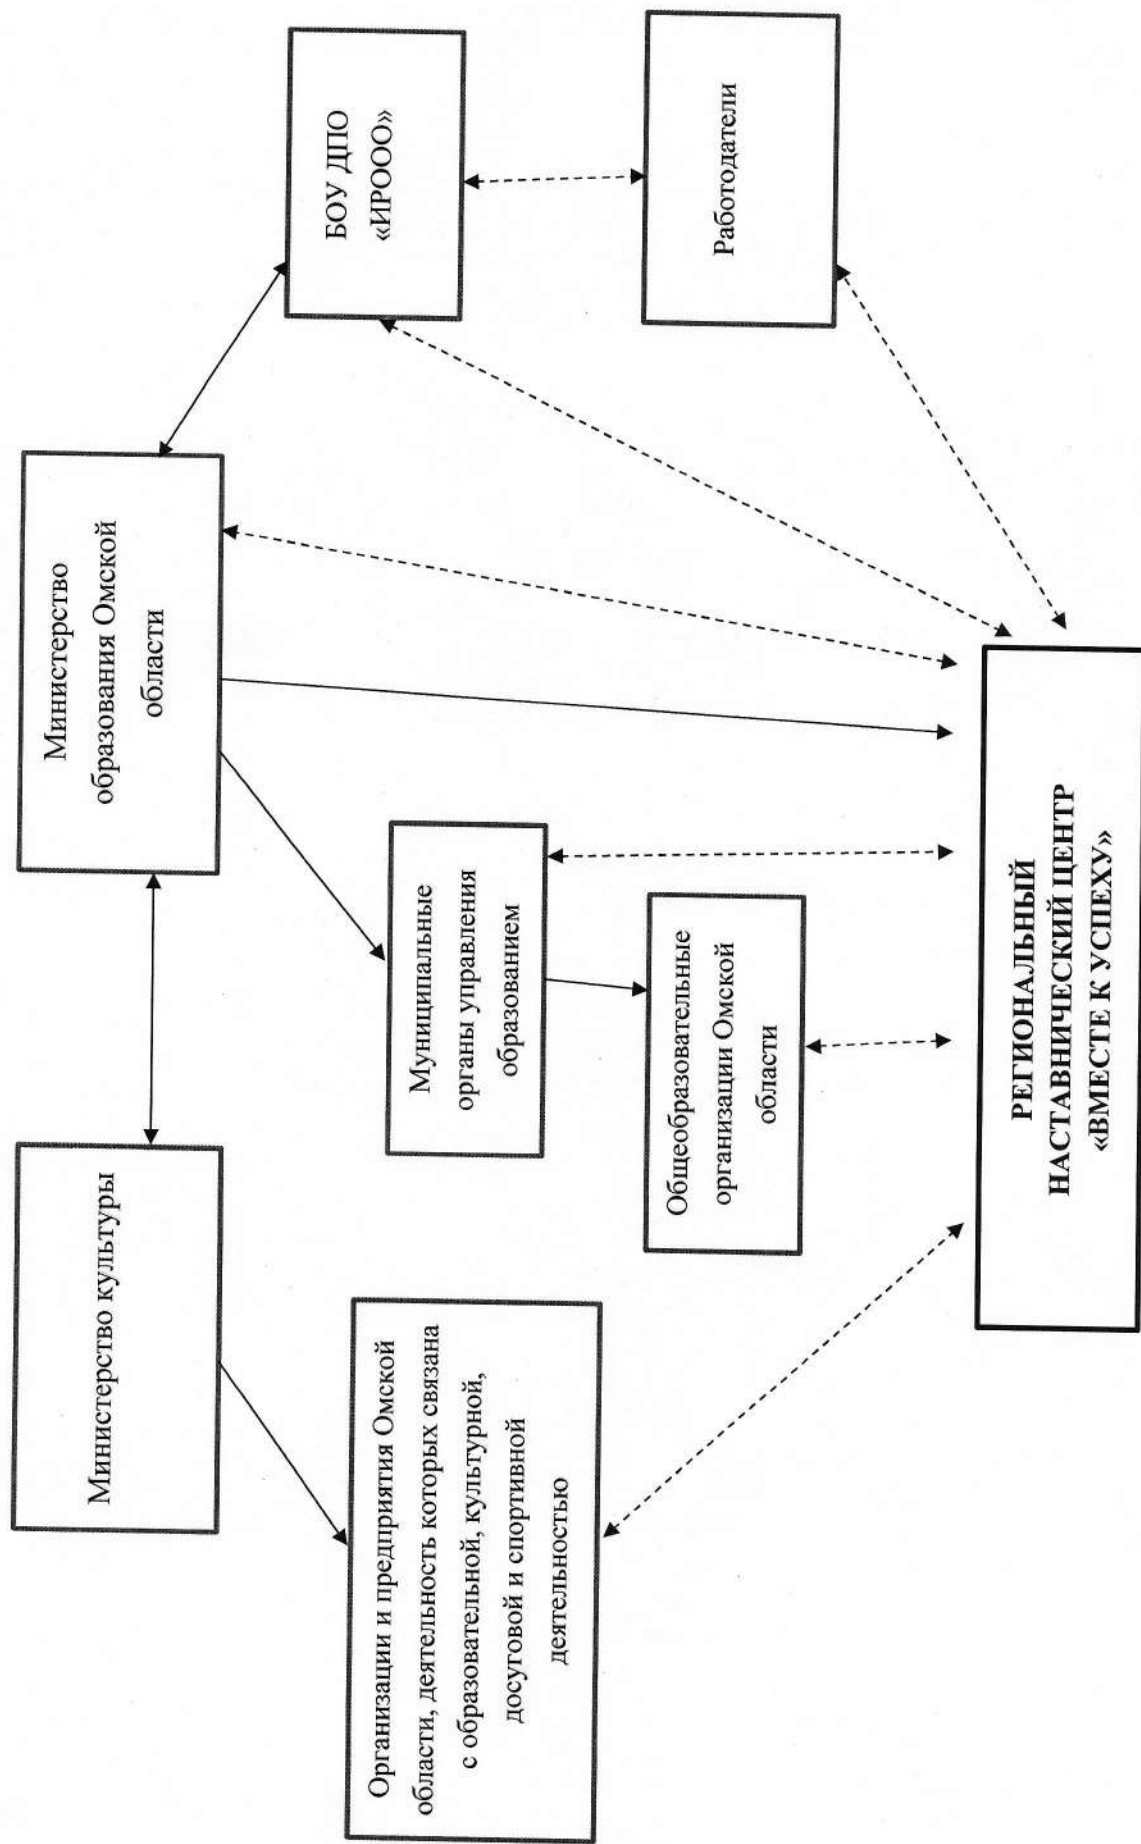 Министерство культуры
Министерство
образования Омской
области
БОУ ДПО
«ИРООО»
Организации и предприятия Омской
области, деятельность которых связана
с образовательной, культурной,
досуговой и спортивной
деятельностью
Муниципальные
органы управления
образованием
Общеобразовательные
организации Омской
области
Работодатели
РЕГИОНАЛЬНЫЙ
НАСТАВНИЧЕСКИЙ ЦЕНТР
«ВМЕСТЕ К УСПЕХУ»